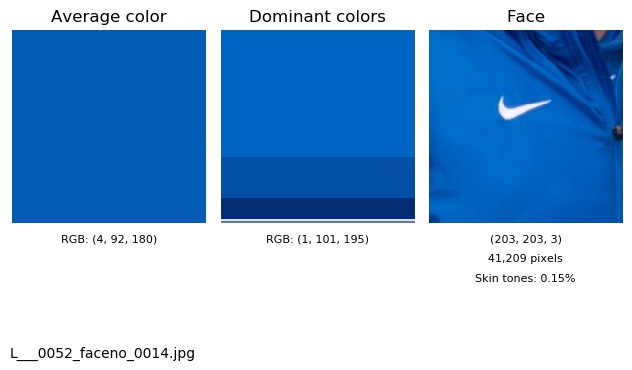 Average color
Dominant colors
Face
RGB: (4, 92, 180)
RGB: (1, 101, 195)
(203, 203, 3)
41,209 pixels
Skin tones: 0.15%
L___0052_faceno_0014.jpg